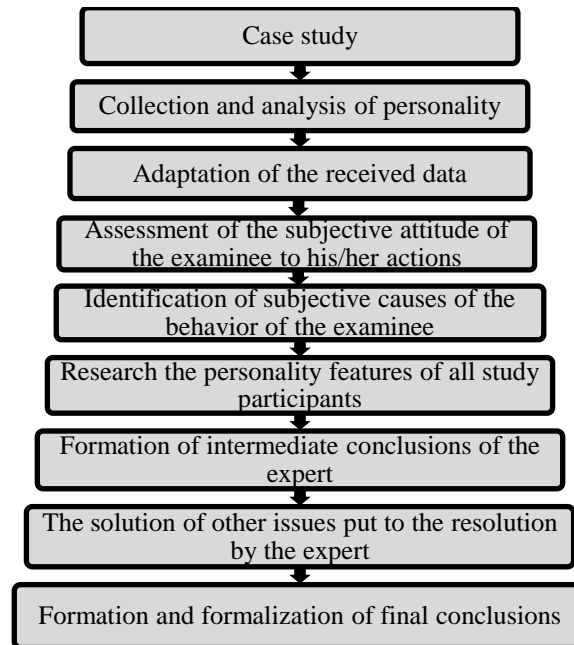 Case study
Collection and analysis of personality
Adaptation of the received data
Assessment of the subjective attitude of
the examinee to his/her actions
Identification of subjective causes of the
behavior of the examinee
Research the personality features of all study
participants
Formation of intermediate conclusions of the
expert
The solution of other issues put to the resolution
by the expert
Formation and formalization of final conclusions